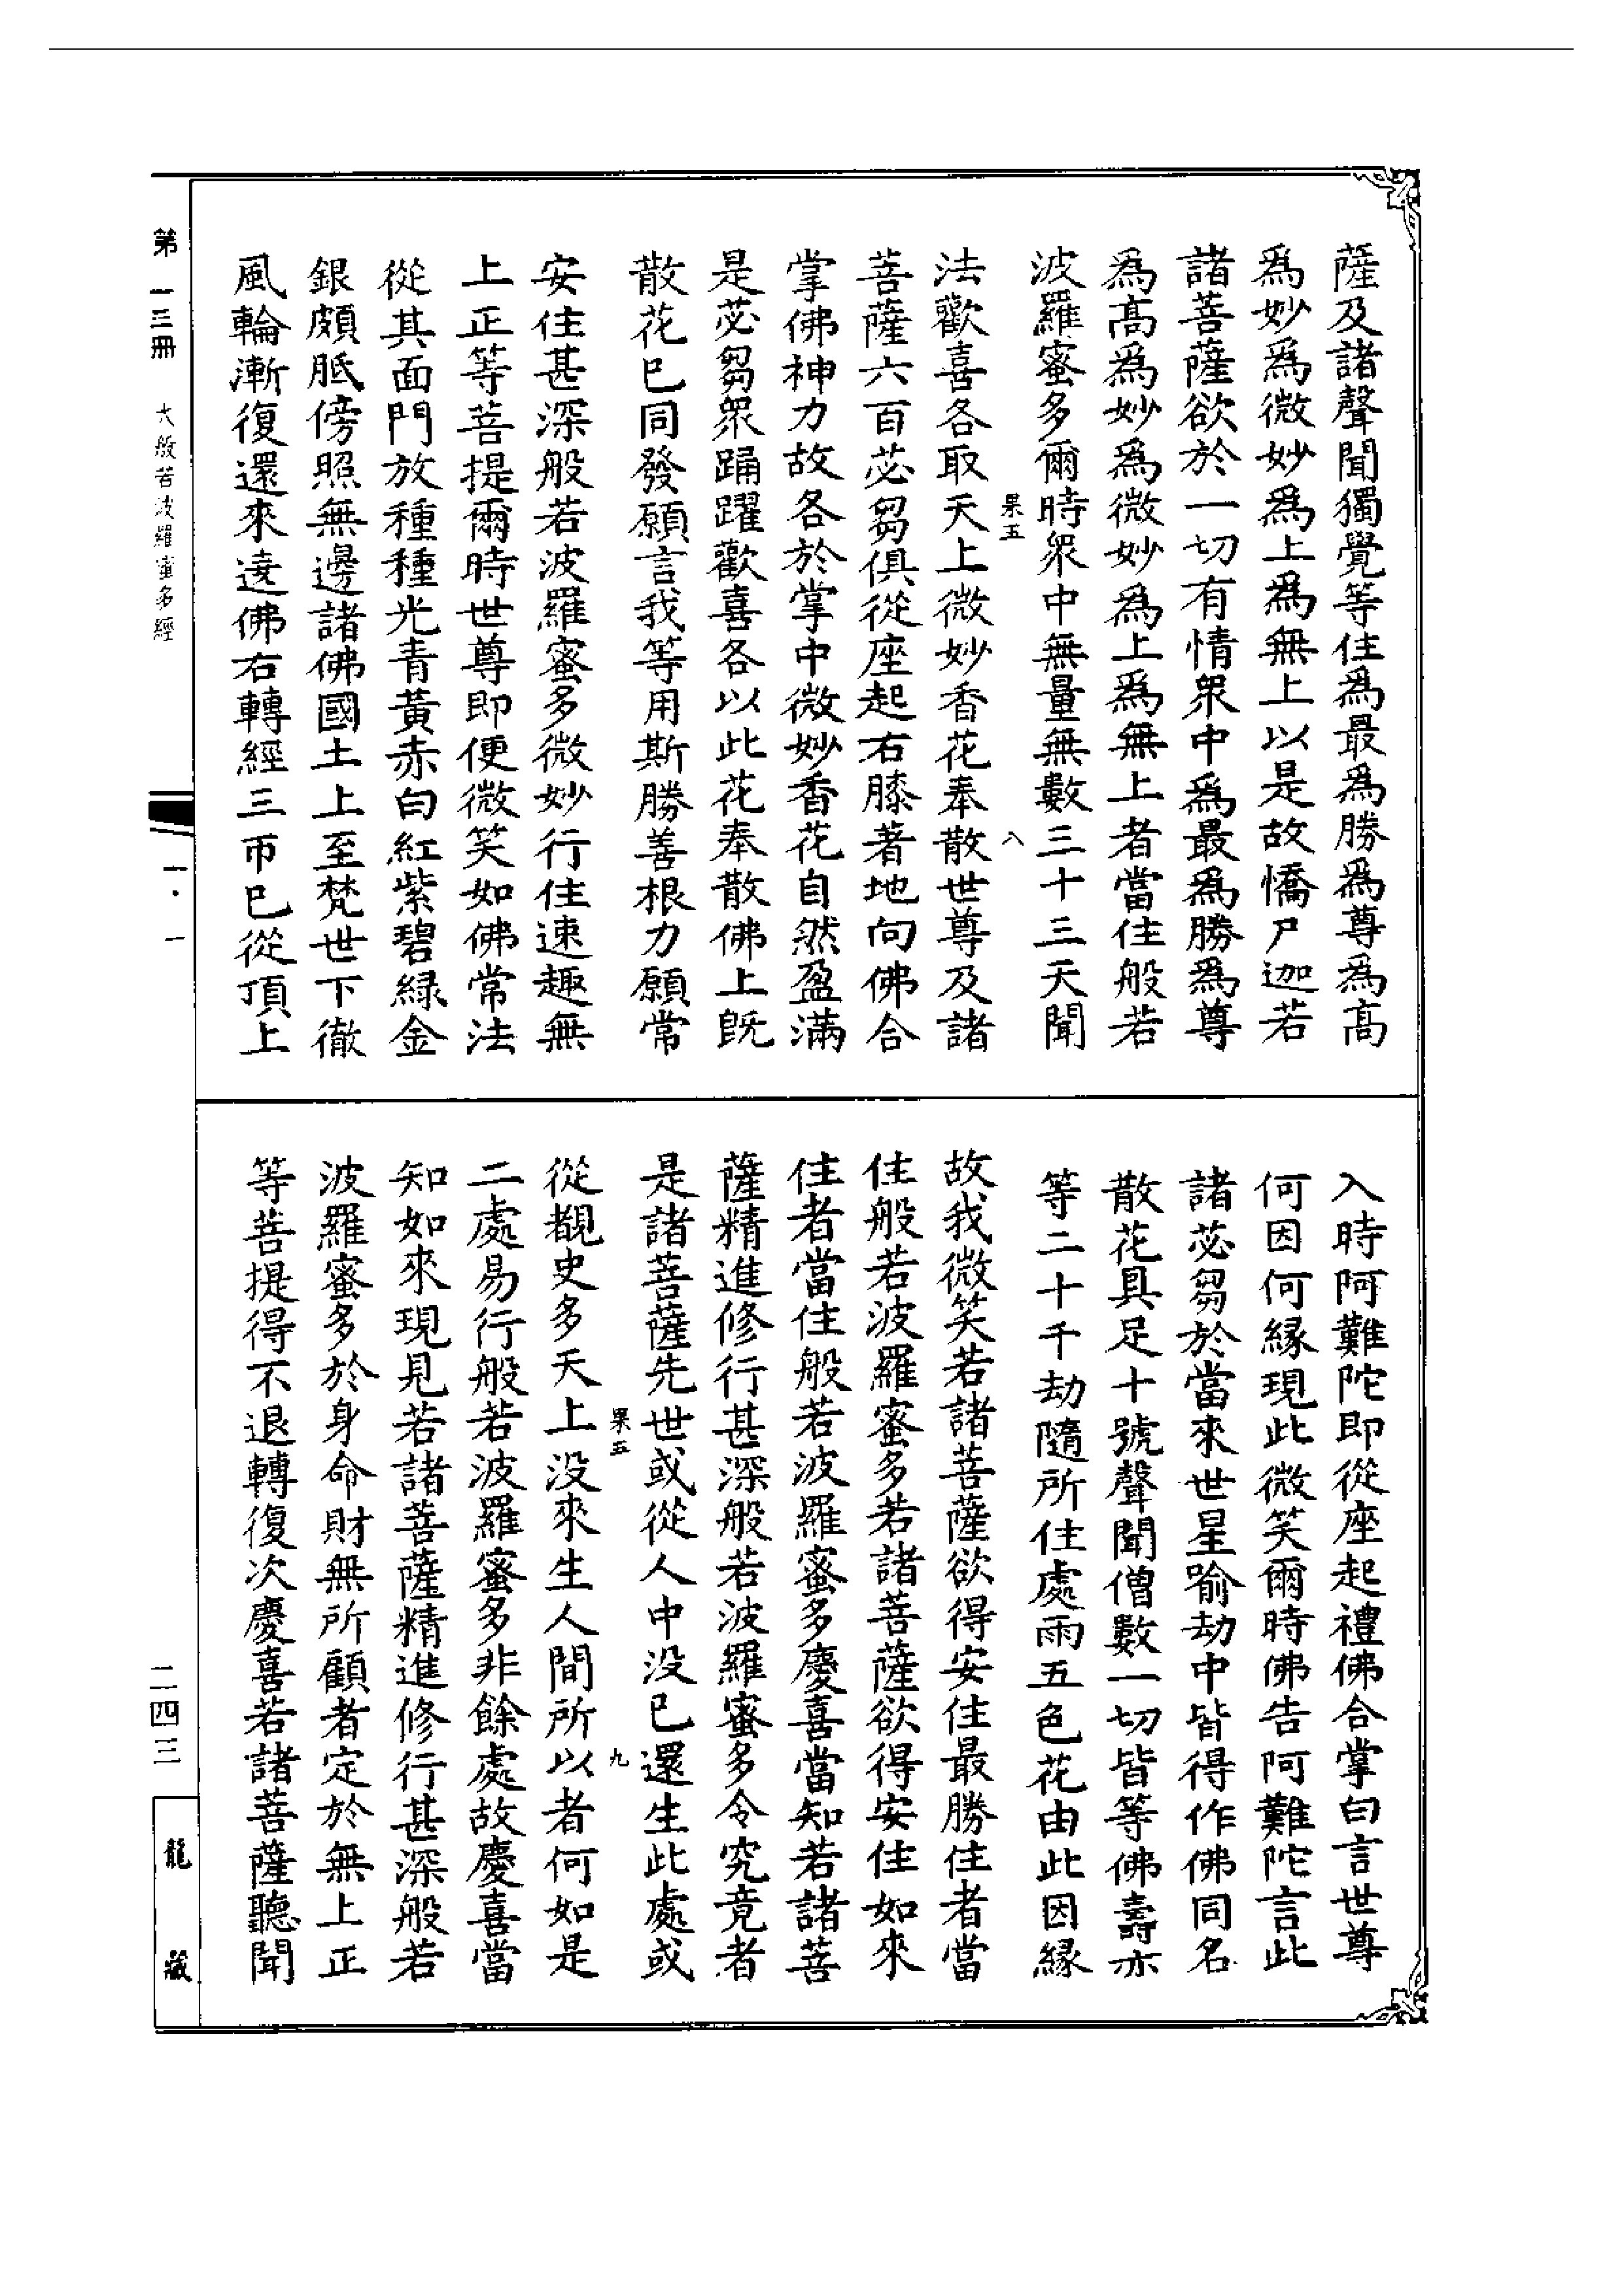 薩及諸聲聞獨覺等住爲最爲勝爲尊爲高
爲妙爲微妙爲上爲無上以是故憍尸迦若
諸菩薩欲於一切有情衆中爲最爲勝爲尊
爲高爲妙爲微妙爲上爲無上者當住般若
波羅蜜多爾時衆中無量無數三十三天聞
果五 八
法歡喜各取天上微妙香花奉散世尊及諸
菩薩六百苾芻俱從座起右膝著地向佛合
掌佛神力故各於掌中微妙香花自然盈滿
是苾芻衆踊躍歡喜各以此花奉散佛上既
散花已同發願言我等用斯勝善根力願常
安住甚深般若波羅蜜多微妙行住速趣無
上正等菩提爾時世尊即便微笑如佛常法
從其面門放種種光青黃赤白紅紫碧綠金
銀頗胝傍照無邊諸佛國土上至梵世下徹
風輪漸復還來遶佛右轉經三帀已從頂上
入時阿難陀即從座起禮佛合掌白言世尊
何因何緣現此微笑爾時佛告阿難陀言此
諸苾芻於當來世星喻劫中皆得作佛同名
散花具足十號聲聞僧數一切皆等佛壽亦
等二十千劫隨所住處雨五色花由此因緣
故我微笑若諸菩薩欲得安住最勝住者當
住般若波羅蜜多若諸菩薩欲得安住如來
住者當住般若波羅蜜多慶喜當知若諸菩
薩精進修行甚深般若波羅蜜多令究竟者
是諸菩薩先世或從人中没已還生此處或
果五 九
從覩史多天上没來生人間所以者何如是
二處易行般若波羅蜜多非餘處故慶喜當
知如來現見若諸菩薩精進修行甚深般若
波羅蜜多於身命財無所顧者定於無上正
等菩提得不退轉復次慶喜若諸菩薩聽聞
第一三冊 大般若波羅蜜多經
一·一
二四三
龍藏